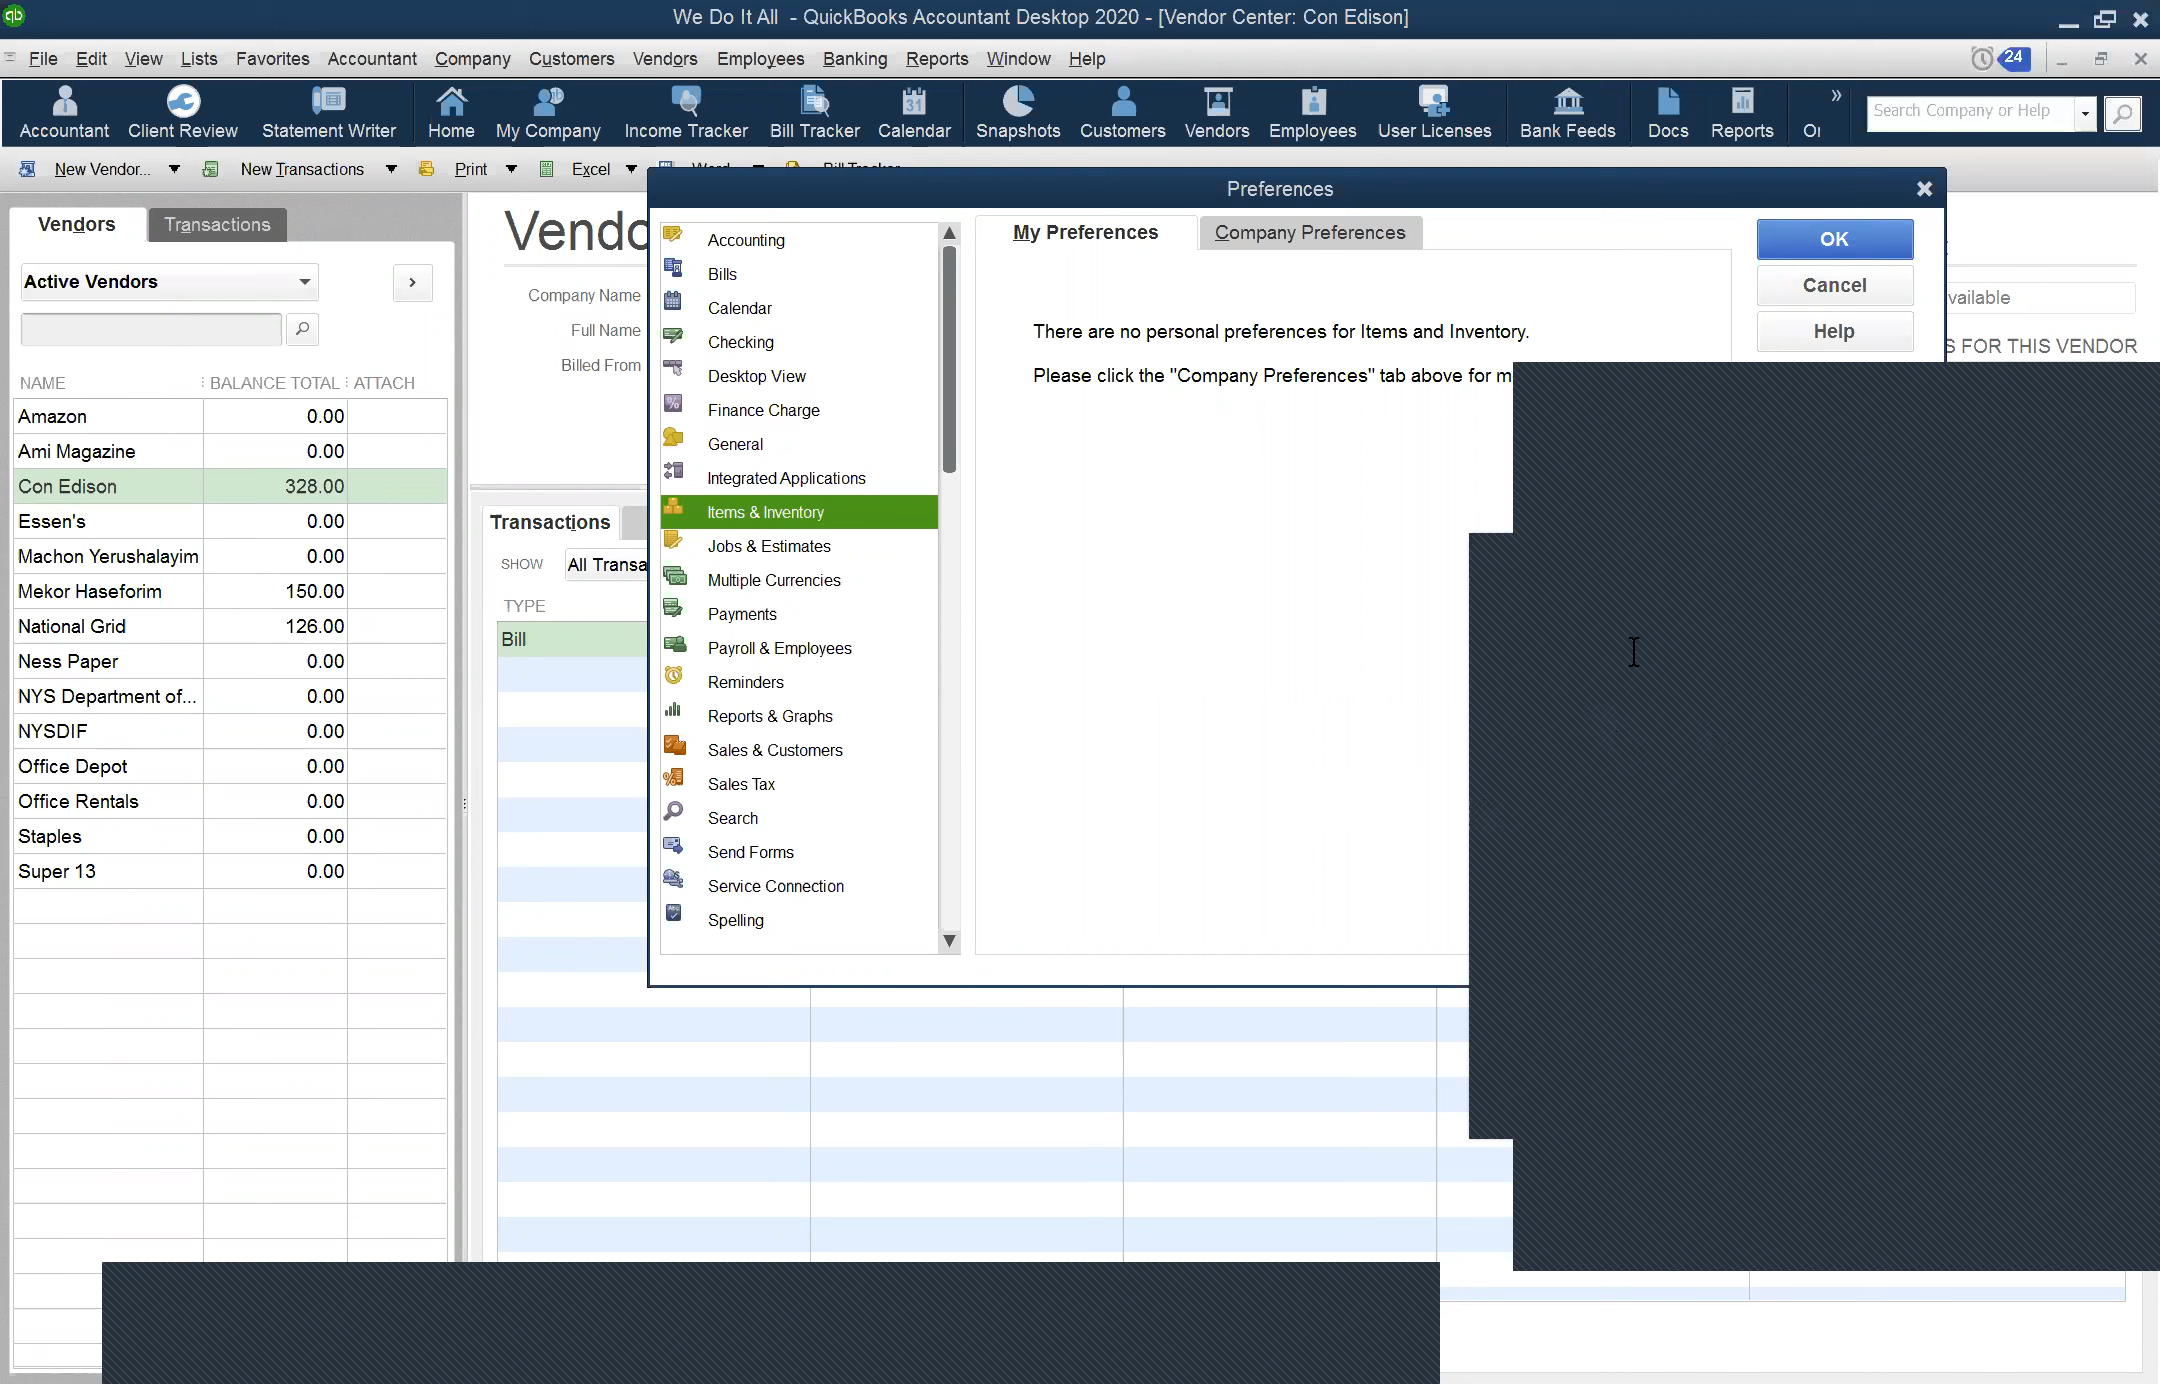 We Do It All - QuickBooks Accountant Desktop 2020 - [Vendor Center: Con Edison]
File Edit View Lists Favorites Accountant Company Customers Vendors Employees Banking Reports Window Help 24
Accountant Client Review Statement Writer Home My Company Income Tracker Bill Tracker Calendar Snapshots Customers Vendors Employees User Licenses Bank Feeds Docs Reports » Search Company or Help
New Vendor... New Transactions Print Excel
Vendors Transactions
Active Vendors
NAME BALANCE TOTAL ATTACH
Amazon 0.00
Ami Magazine 0.00
Con Edison 328.00
Essen's 0.00
Machon Yerushalayim 0.00
Mekor Haseforim 150.00
National Grid 126.00
Ness Paper 0.00
NYS Department of... 0.00
NYSDIF 0.00
Office Depot 0.00
Office Rentals 0.00
Staples 0.00
Super 13 0.00
Company Name
Full Name
Billed From
Transactions
SHOW All Transa
TYPE
Bill
Preferences
Accounting
Bills
Calendar
Checking
Desktop View
Finance Charge
General
Integrated Applications
Items & Inventory
Jobs & Estimates
Multiple Currencies
Payments
Payroll & Employees
Reminders
Reports & Graphs
Sales & Customers
Sales Tax
Search
Send Forms
Service Connection
Spelling
My Preferences Company Preferences
There are no personal preferences for Items and Inventory.
Please click the "Company Preferences" tab above for m
OK
Cancel
Help
vailable
S FOR THIS VENDOR